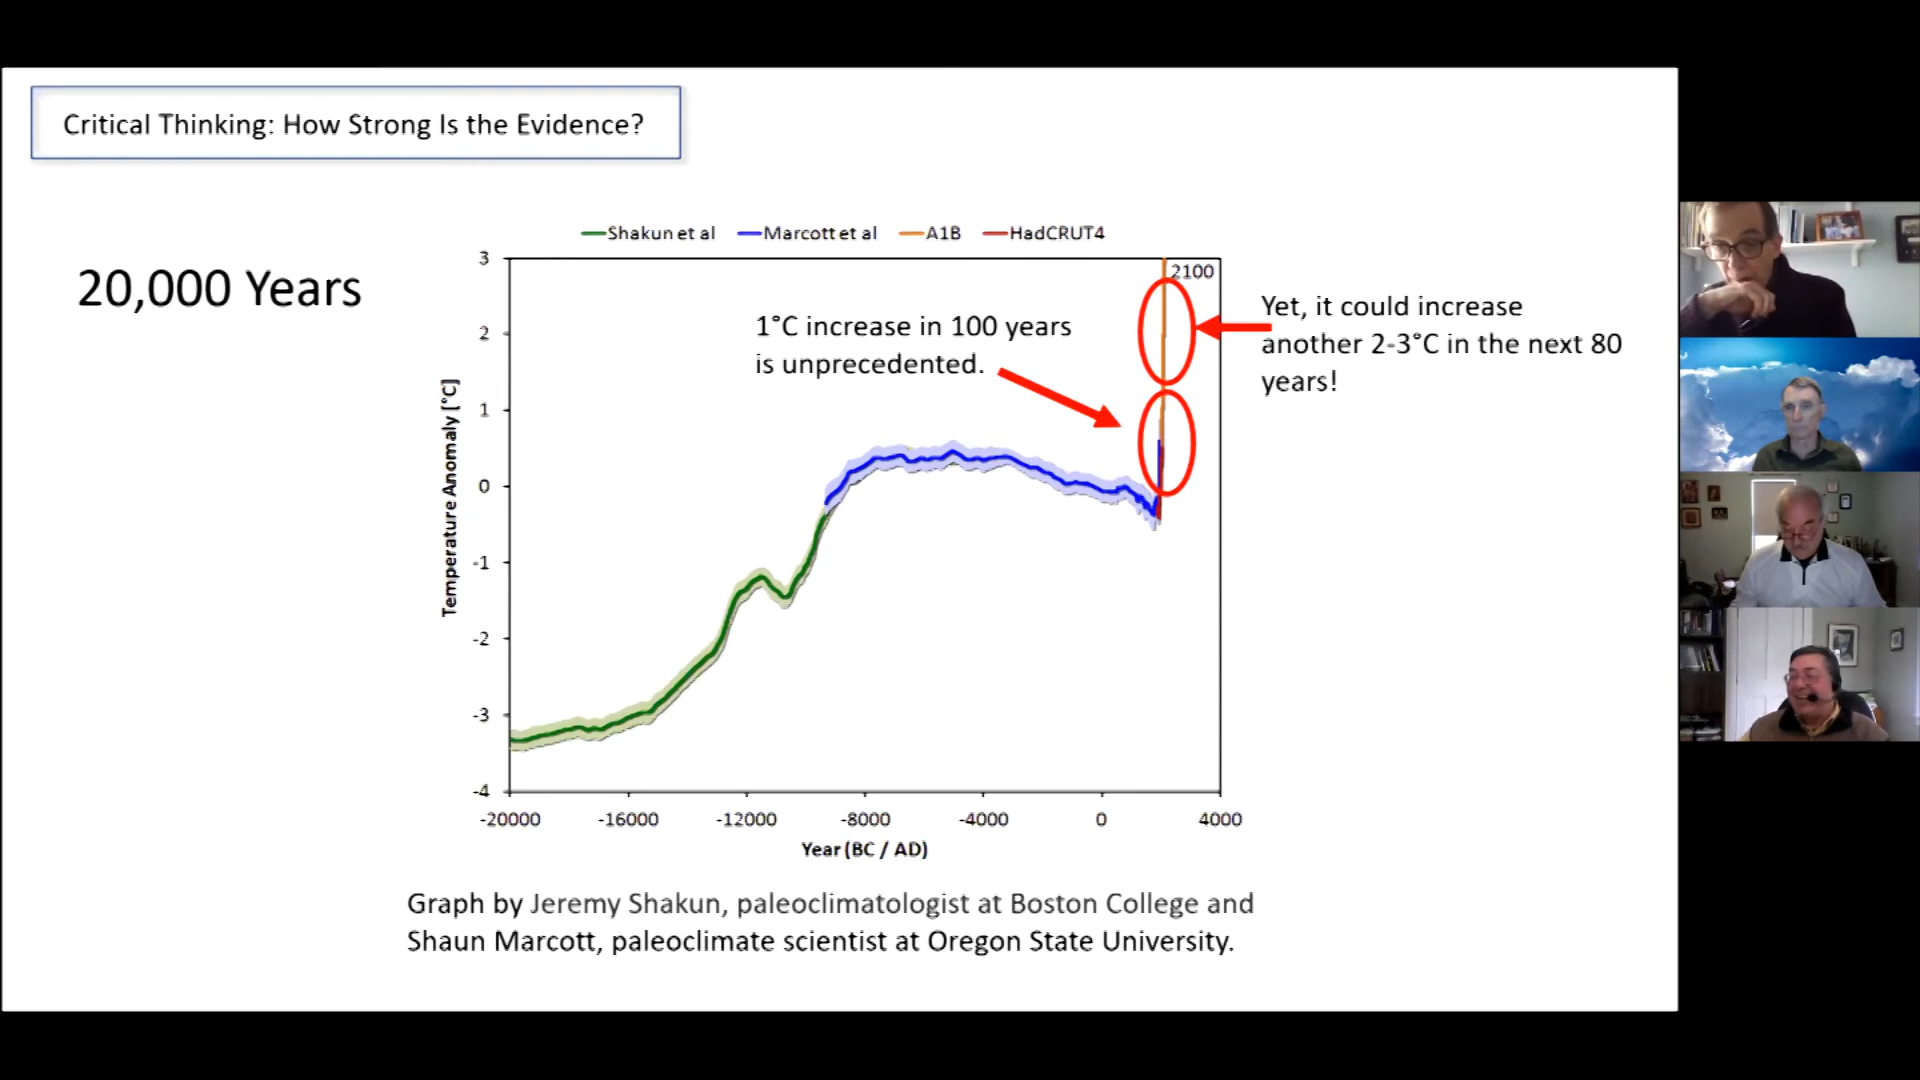 Critical Thinking: How Strong Is the Evidence?
20,000 Years
Shakun et al
Marcott et al
A1B
HadCRUT4
3
2
1
0
-1
-2
-3
-4
Temperature Anomaly [°C]
2100
1°C increase in 100 years
is unprecedented.
Yet, it could increase
another 2-3°C in the next 80
years!
-20000
-16000
-12000
-8000
-4000
0
4000
Year (BC / AD)
Graph by Jeremy Shakun, paleoclimatologist at Boston College and
Shaun Marcott, paleoclimate scientist at Oregon State University.